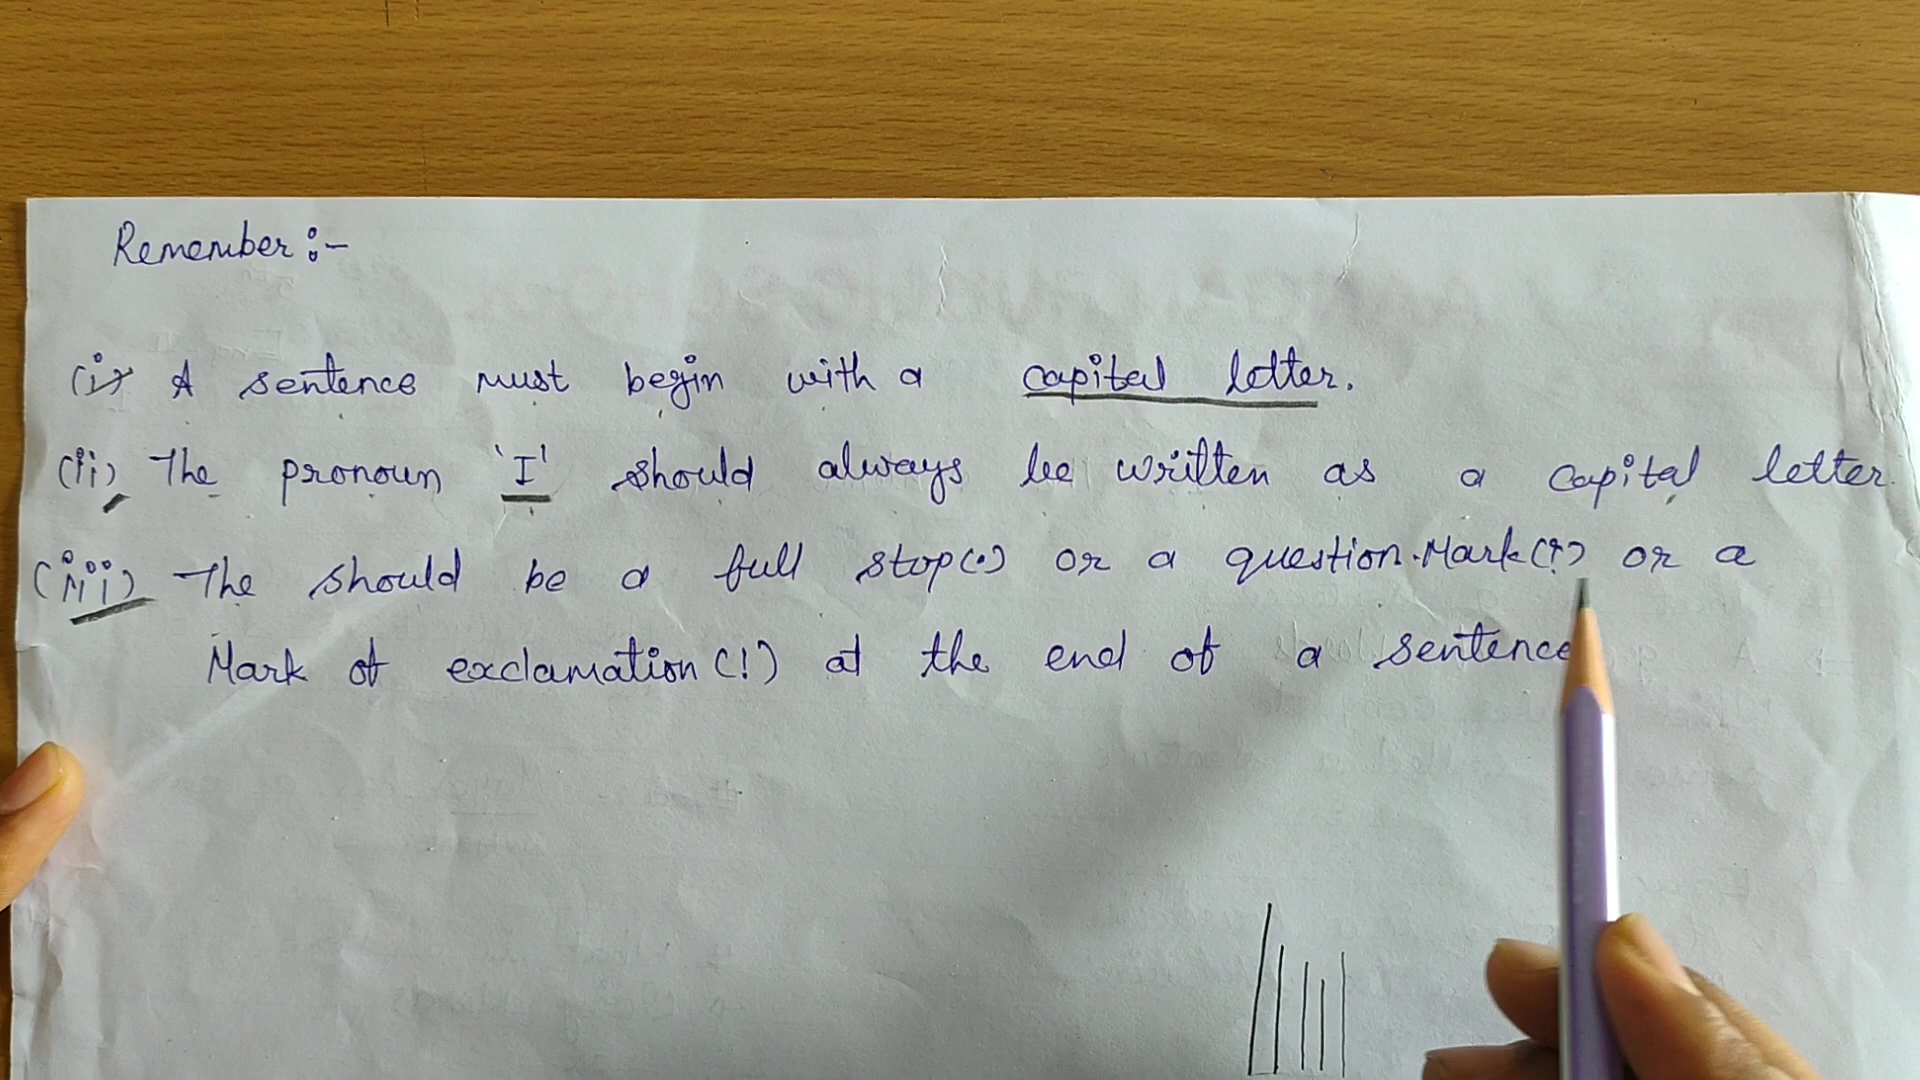 Remember :-
(i) A sentence must begin with a capital letter.
(ii) The pronoun 'I' should always be written as a capital letter.
(iii) The should be a full stop(.) or a question.Mark(?) or a
Mark of exclamation(!) at the end of a sentence